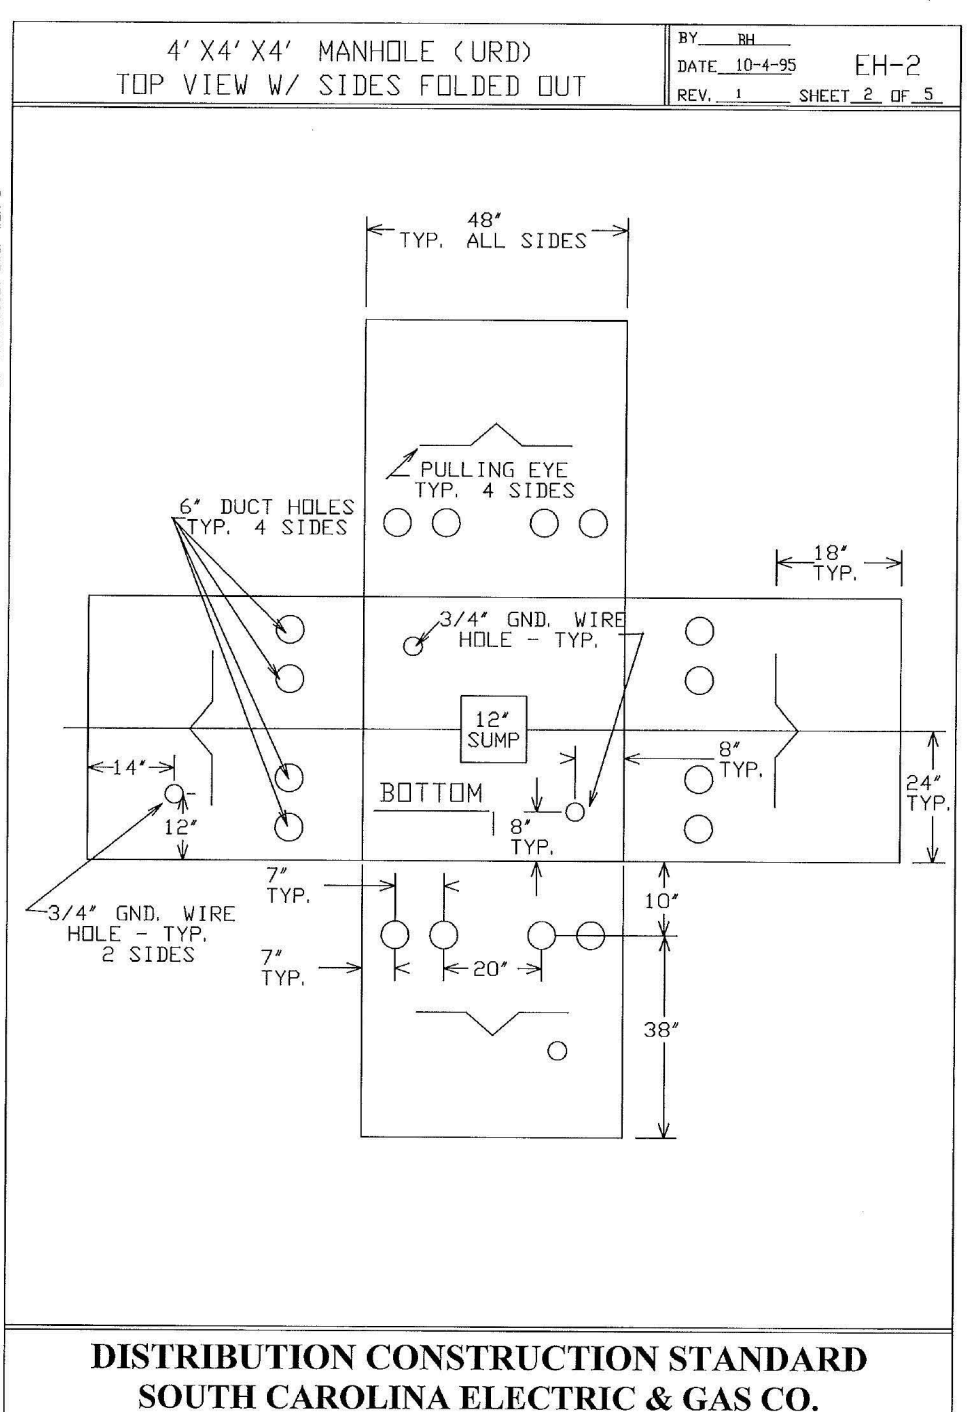 4' X4' X4' MANHOLE (URD)
TOP VIEW W/ SIDES FOLDED OUT
BY BH
DATE 10-4-95
REV. 1
EH-2
SHEET 2 OF 5
48"
TYP. ALL SIDES
PULLING EYE
TYP. 4 SIDES
6" DUCT HOLES
TYP. 4 SIDES
18"
TYP.
3/4" GND. WIRE
HOLE - TYP.
12"
SUMP
8"
TYP.
14"
24"
TYP.
BOTTOM
12"
8"
TYP.
7"
TYP.
10"
3/4" GND. WIRE
HOLE - TYP.
2 SIDES
7"
TYP.
20"
38"
DISTRIBUTION CONSTRUCTION STANDARD
SOUTH CAROLINA ELECTRIC & GAS CO.